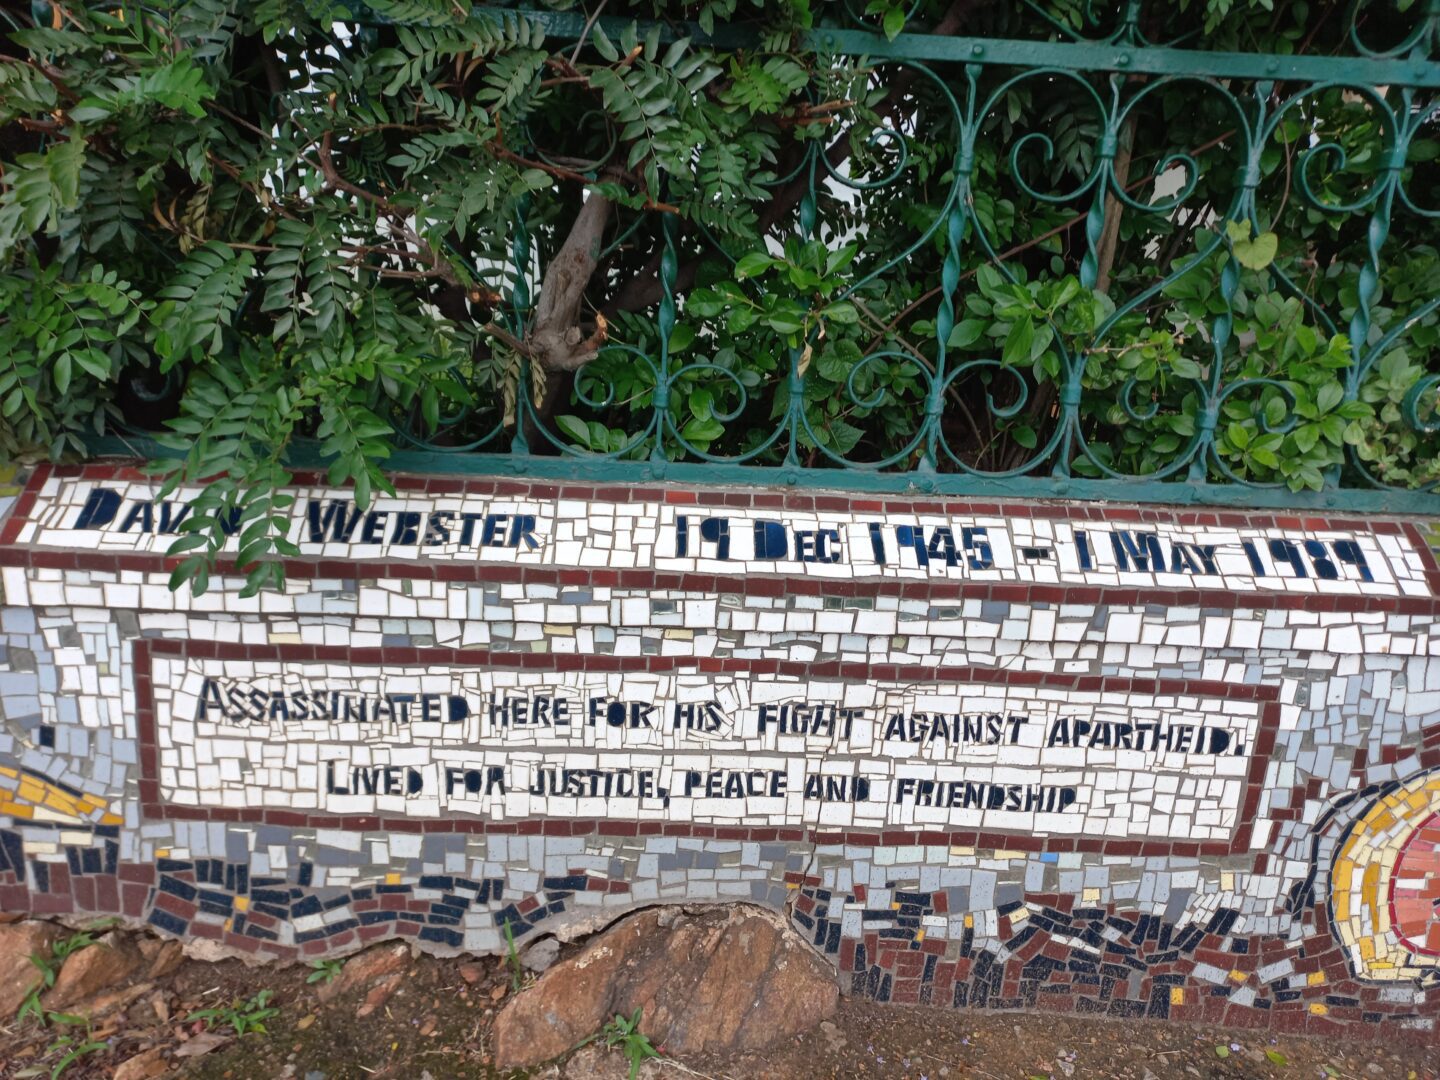 DAVID WEBSTER 19 DEC 1945 - 1 MAY 1989
ASSASSINATED HERE FOR HIS FIGHT AGAINST APARTHEID.
LIVED FOR JUSTICE, PEACE AND FRIENDSHIP